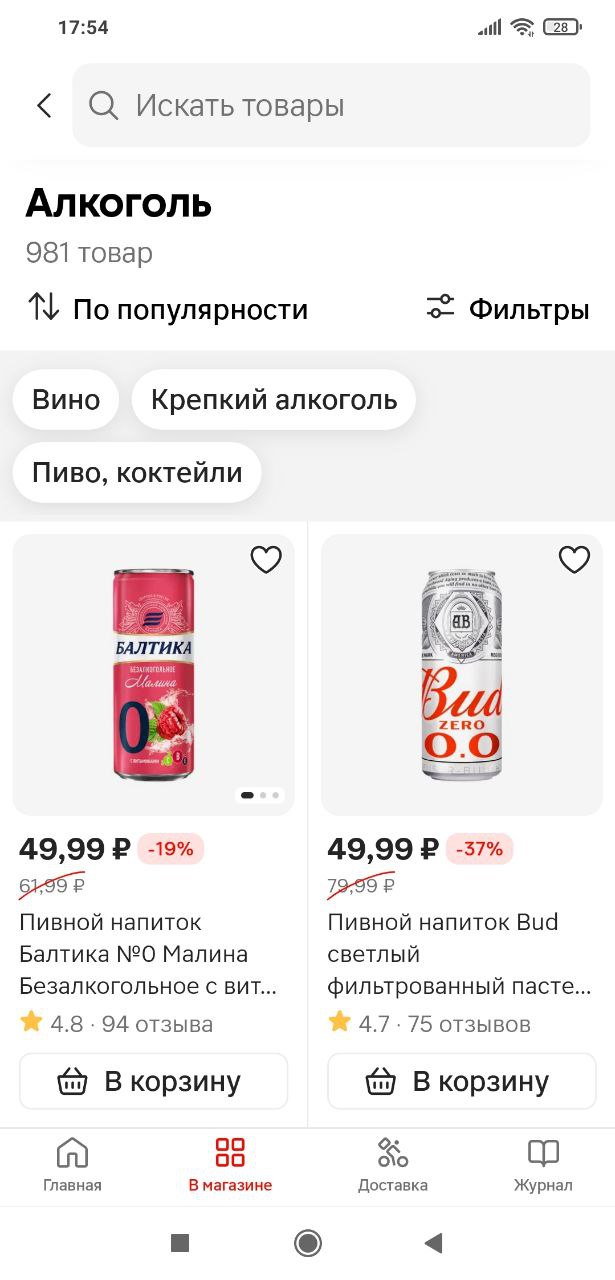 17:54
28
Искать товары
Алкоголь
981 товар
По популярности
Фильтры
Вино
Крепкий алкоголь
Пиво, коктейли
БАЛТИКА
БЕЗАЛКОГОЛЬНОЕ
Малина
0
С ВИТАМИНАМИ
AB
Bud
ZERO
0.0
49,99 ₽ -19%
61,99 ₽
Пивной напиток
Балтика №0 Малина
Безалкогольное с вит...
4.8 · 94 отзыва
В корзину
49,99 ₽ -37%
79,99 ₽
Пивной напиток Bud
светлый
фильтрованный пасте...
4.7 · 75 отзывов
В корзину
Главная
В магазине
Доставка
Журнал